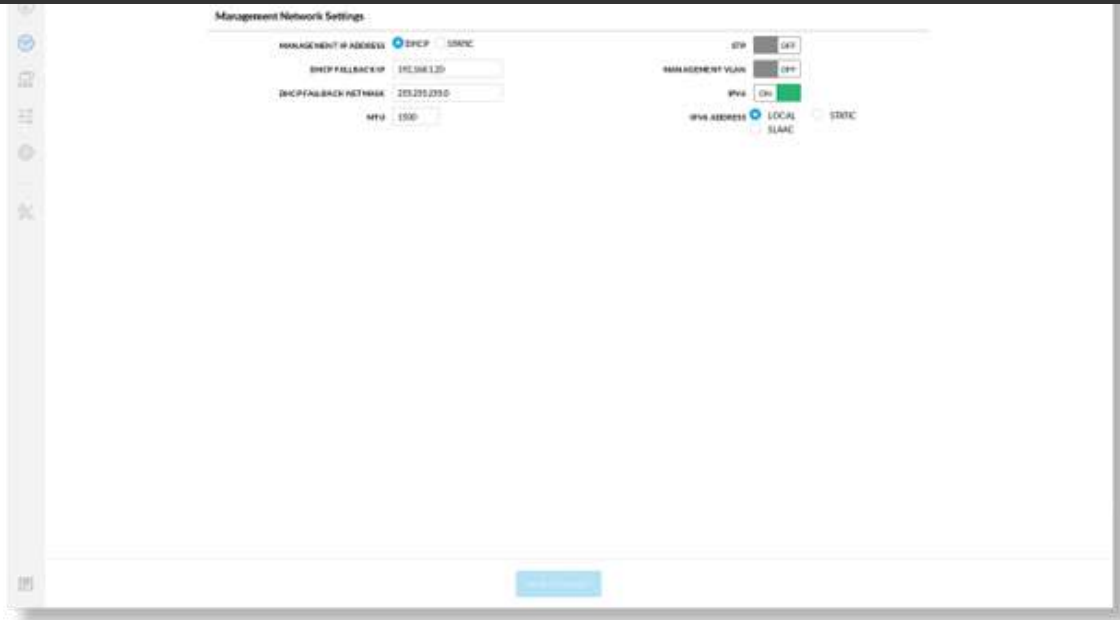 Management Network Settings
MANAGEMENT IP ADDRESS DHCP STATIC
DHCP FALLBACK IP 192.168.1.20
DHCP FALLBACK NETMASK 255.255.255.0
MTU 1500
STP OFF
MANAGEMENT VLAN OFF
IPV6 ON
IPV6 ADDRESS LOCAL STATIC
SLAAC